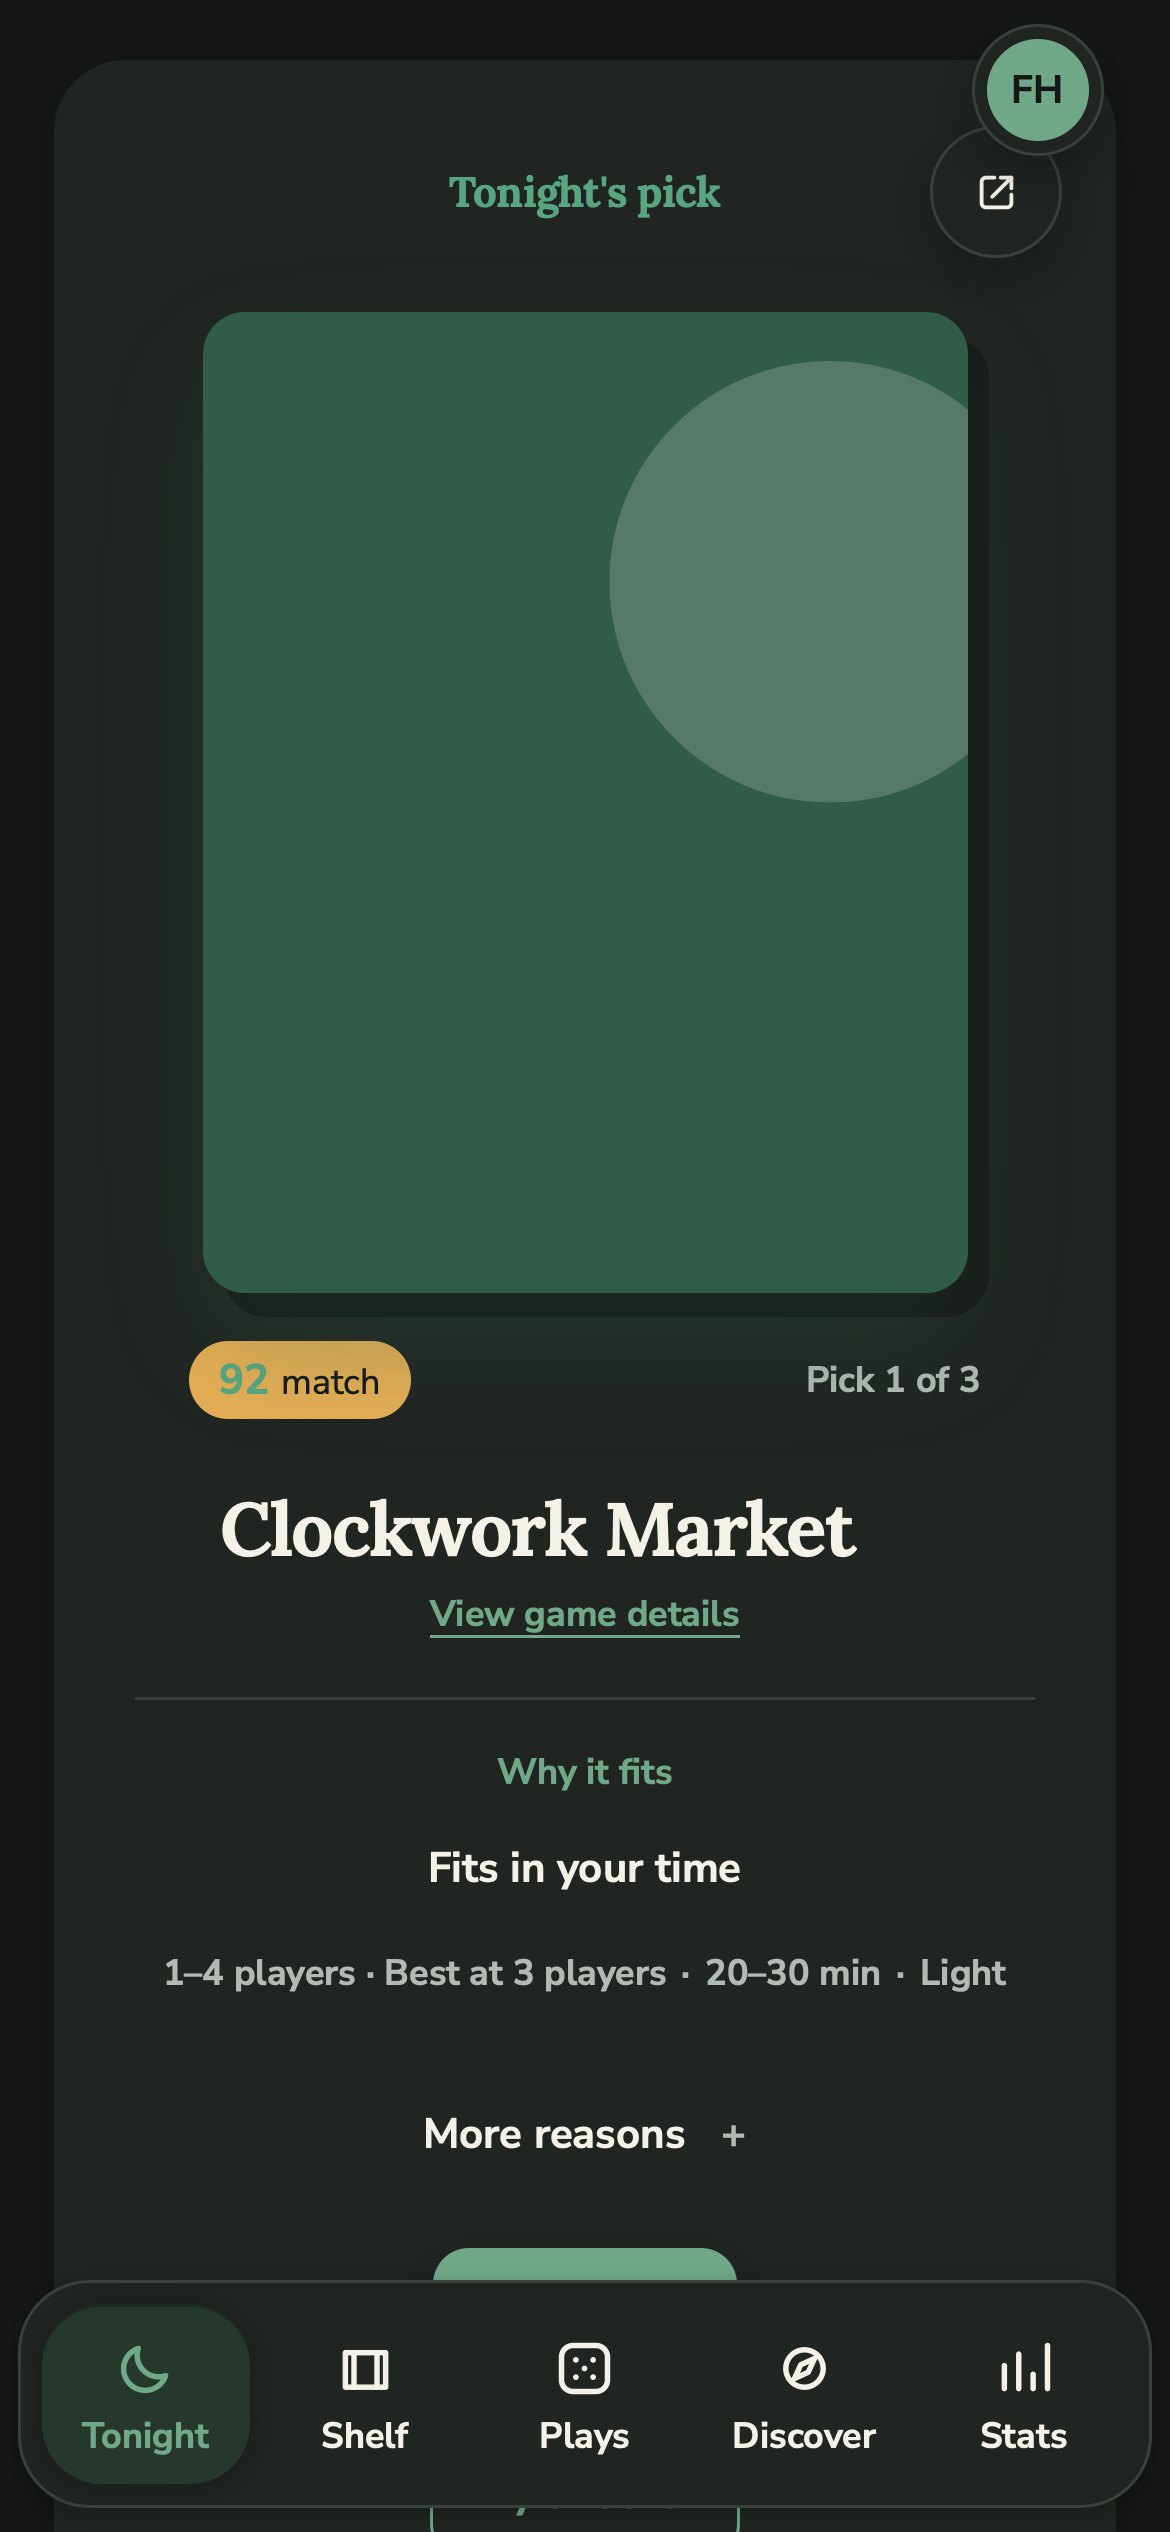 FH
Tonight's pick
92 match
Pick 1 of 3
Clockwork Market
View game details
Why it fits
Fits in your time
1–4 players · Best at 3 players · 20–30 min · Light
More reasons +
Tonight
Shelf
Plays
Discover
Stats